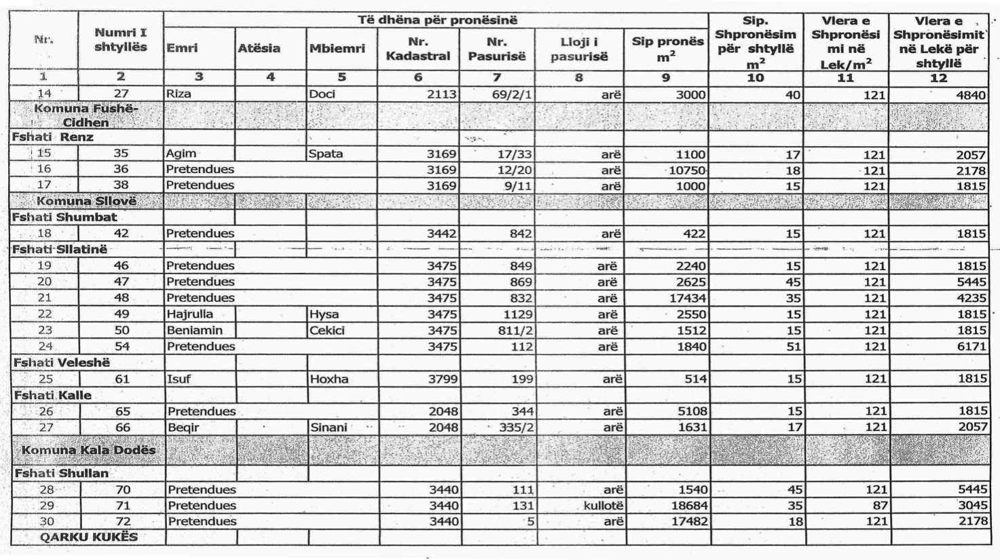 Nr. Numri I shtyllës Të dhëna për pronësinë Sip. Shpronësim për shtyllë m² Vlera e Shpronësi mi në Lek/m² Vlera e Shpronësimit në Lekë për shtyllë
Emri Atësia Mbiemri Nr. Kadastral Nr. Pasurisë Lloji i pasurisë Sip pronës m²
1 2 3 4 5 6 7 8 9 10 11 12
14 27 Riza Doci 2113 69/2/1 arë 3000 40 121 4840
Komuna Fushë-
Cidhen
Fshati Renz
15 35 Agim Spata 3169 17/33 arë 1100 17 121 2057
16 36 Pretendues 3169 12/20 arë 10750 18 121 2178
17 38 Pretendues 3169 9/11 arë 1000 15 121 1815
Komuna Sllovë
Fshati Shumbat
18 42 Pretendues 3442 842 arë 422 15 121 1815
Fshati Sllatinë
19 46 Pretendues 3475 849 arë 2240 15 121 1815
20 47 Pretendues 3475 869 arë 2625 45 121 5445
21 48 Pretendues 3475 832 arë 17434 35 121 4235
22 49 Hajrulla Hysa 3475 1129 arë 2550 15 121 1815
23 50 Beniamin Cekici 3475 811/2 arë 1512 15 121 1815
24 54 Pretendues 3475 112 arë 1840 51 121 6171
Fshati Veleshë
25 61 Isuf Hoxha 3799 199 arë 514 15 121 1815
Fshati Kalle
26 65 Pretendues 2048 344 arë 5108 15 121 1815
27 66 Beqir Sinani 2048 335/2 arë 1631 17 121 2057
Komuna Kala Dodës
Fshati Shullan
28 70 Pretendues 3440 111 arë 1540 45 121 5445
29 71 Pretendues 3440 131 kullotë 18684 35 87 3045
30 72 Pretendues 3440 5 arë 17482 18 121 2178
QARKU KUKËS